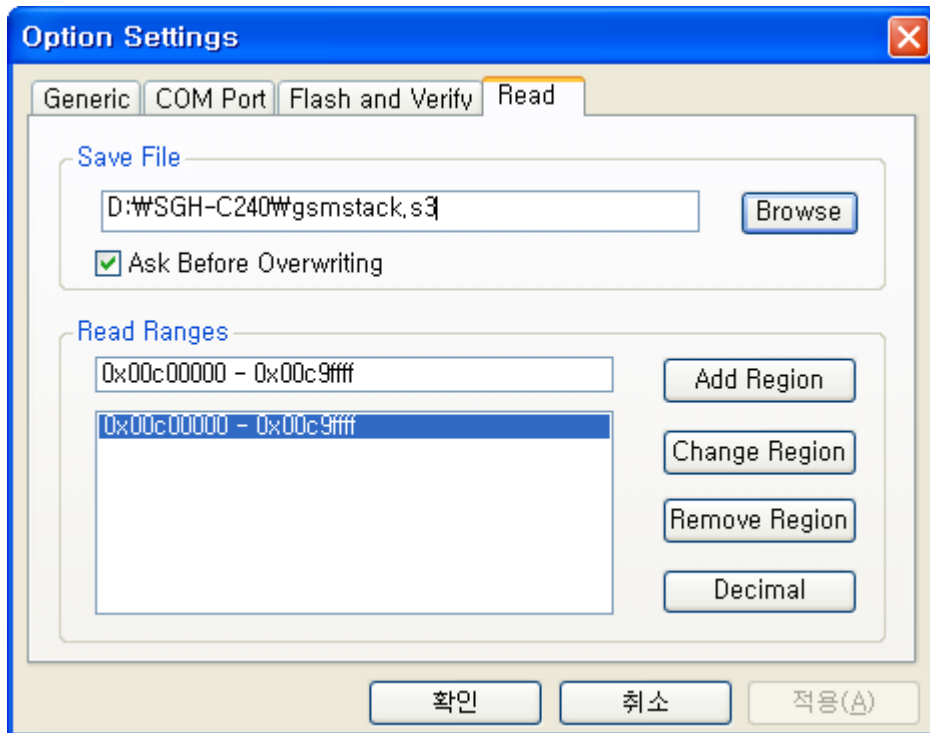 Option Settings
Generic COM Port Flash and Verify Read
Save File
D:₩SGH-C240₩gsmstack.s3 Browse
Ask Before Overwriting
Read Ranges
0x00c00000 - 0x00c9ffff Add Region
0x00c00000 - 0x00c9ffff
Change Region
Remove Region
Decimal
확인 취소 적용(A)